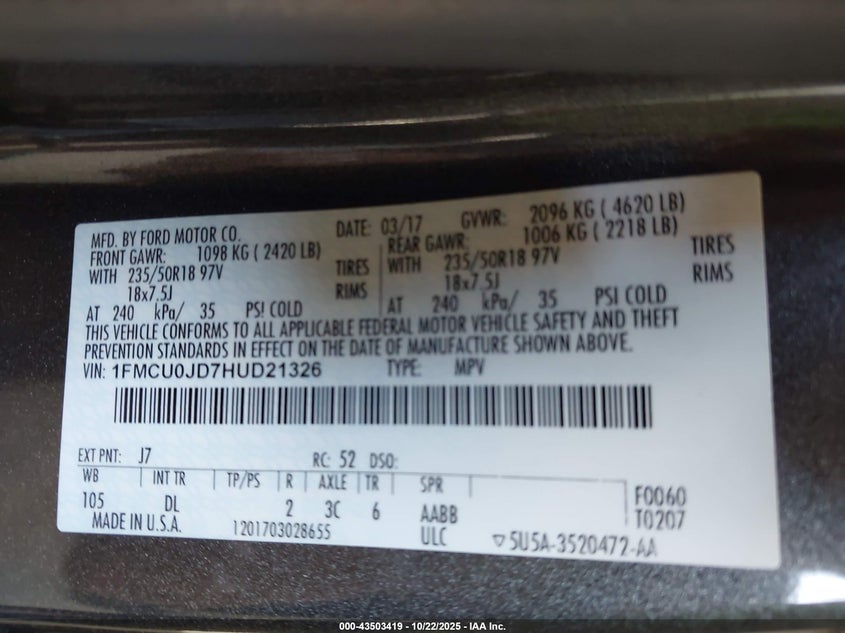 MFD. BY FORD MOTOR CO. DATE: 03/17 GVWR: 2096 KG ( 4620 LB)
FRONT GAWR: 1098 KG ( 2420 LB) REAR GAWR: 1006 KG ( 2218 LB)
WITH 235/50R18 97V TIRES WITH 235/50R18 97V TIRES
18x7.5J RIMS 18x7.5J RIMS
AT 240 kPa/ 35 PSI COLD AT 240 kPa/ 35 PSI COLD
THIS VEHICLE CONFORMS TO ALL APPLICABLE FEDERAL MOTOR VEHICLE SAFETY AND THEFT
PREVENTION STANDARDS IN EFFECT ON THE DATE OF MANUFACTURE SHOWN ABOVE.
VIN: 1FMCU0JD7HUD21326 TYPE: MPV
EXT PNT: J7 RC: 52 DSO:
WB INT TR TP/PS R AXLE TR SPR
105 DL 2 3C 6 AABB F0060
MADE IN U.S.A. 1201703028655 ULC T0207
5U5A-3520472-AA
000-43503419 • 10/22/2025 - IAA Inc.